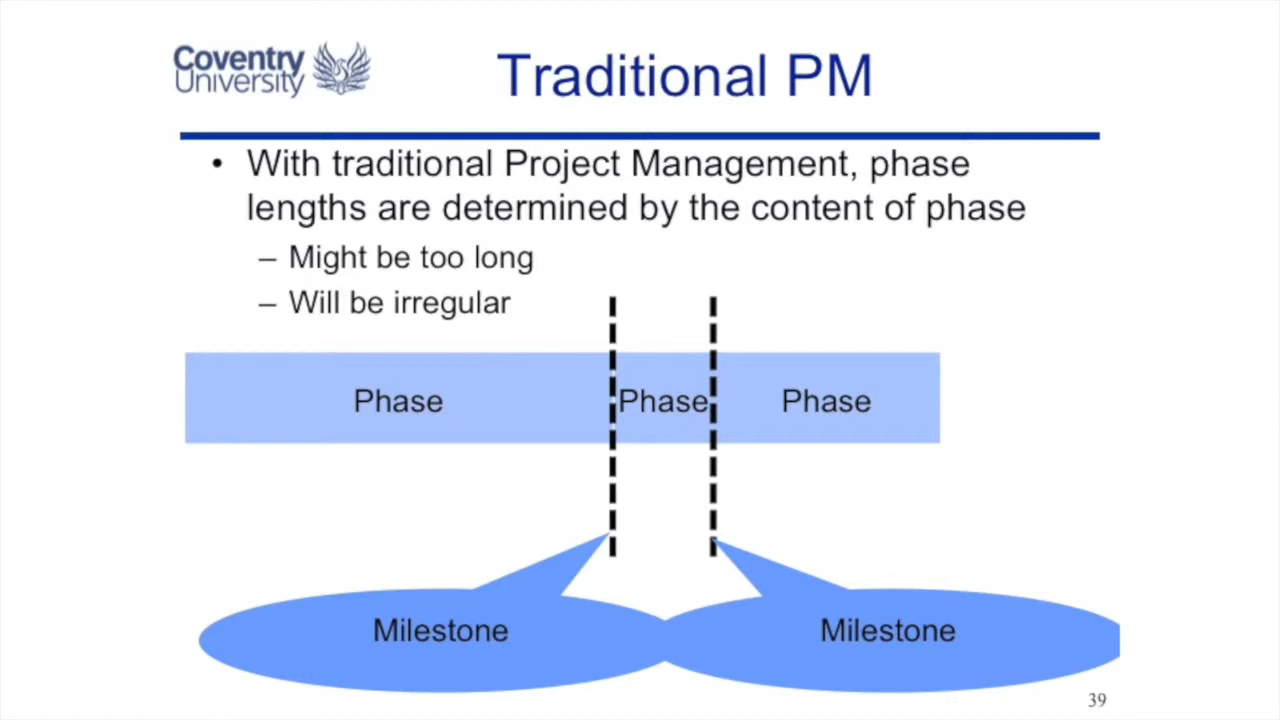 Coventry
University
Traditional PM
• With traditional Project Management, phase
lengths are determined by the content of phase
– Might be too long
– Will be irregular
Phase
Phase
Phase
Milestone
Milestone
39